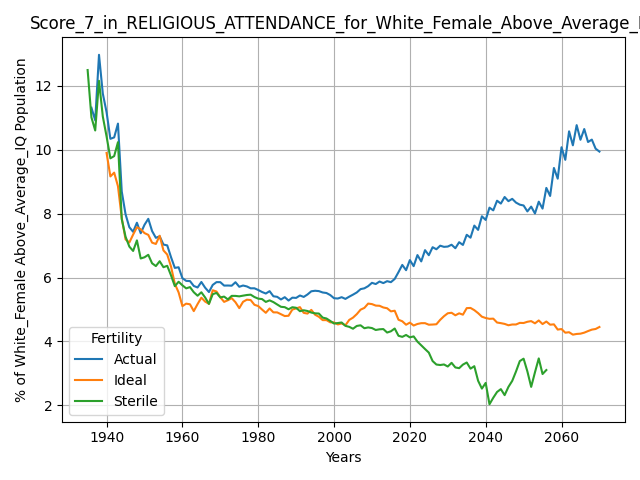 Score_7_in_RELIGIOUS_ATTENDANCE_for_White_Female_Above_Average_I
% of White_Female Above_Average_IQ Population
12
10
8
6
4
2
Fertility
Actual
Ideal
Sterile
1940 1960 1980 2000 2020 2040 2060
Years